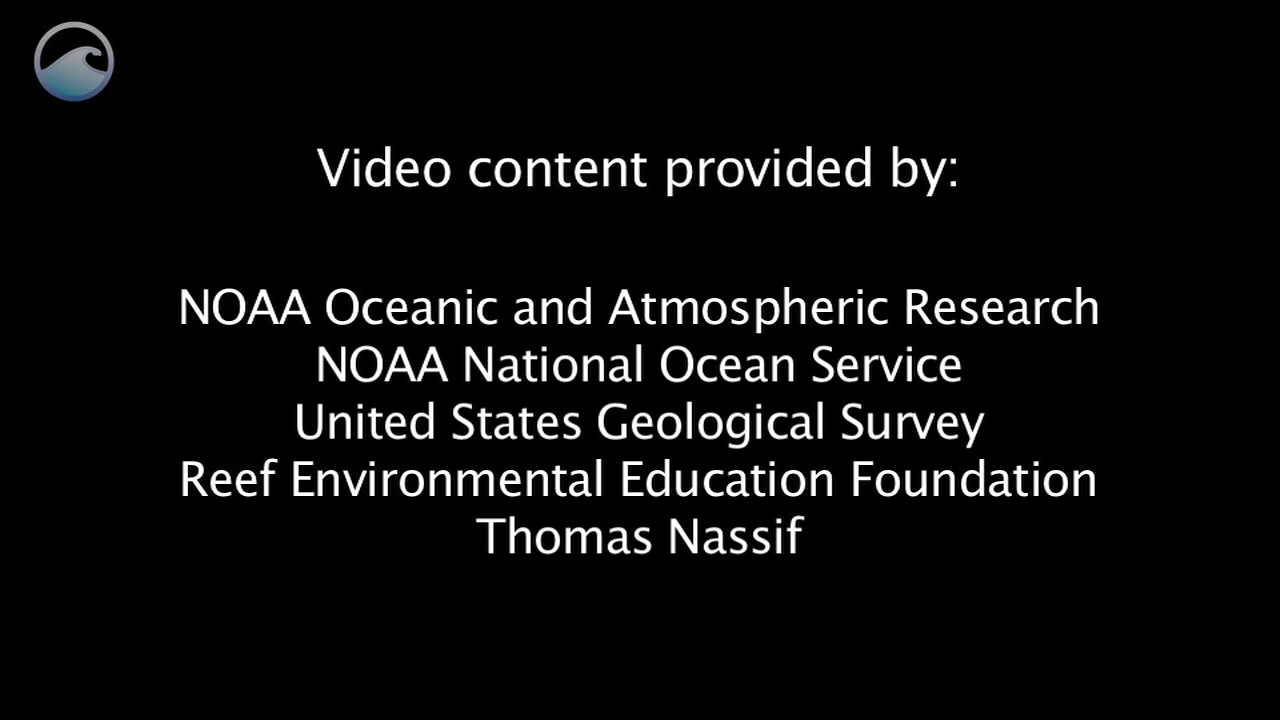 Video content provided by:
NOAA Oceanic and Atmospheric Research
NOAA National Ocean Service
United States Geological Survey
Reef Environmental Education Foundation
Thomas Nassif